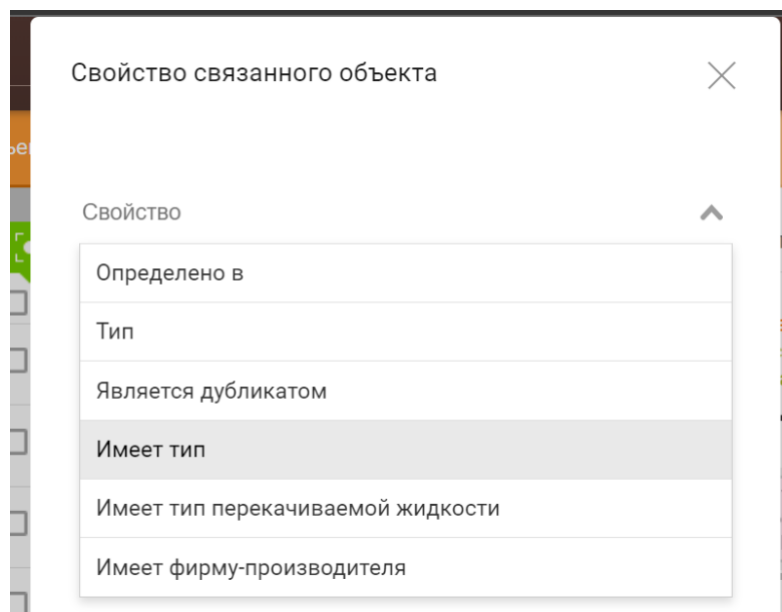 Свойство связанного объекта
Свойство
Определено в
Тип
Является дубликатом
Имеет тип
Имеет тип перекачиваемой жидкости
Имеет фирму-производителя